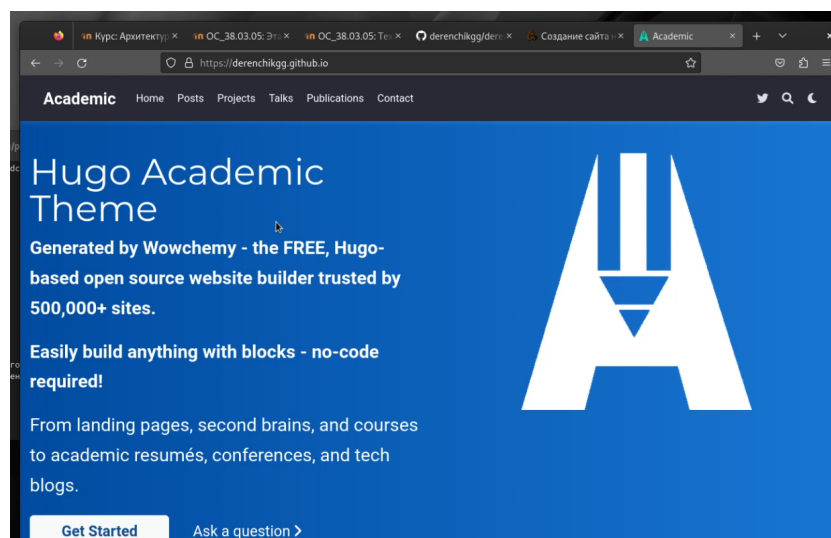 Курс: Архитектур
ОС_38.03.05: Эта
ОС_38.03.05: Тех
derenchikgg/dere
Создание сайта н
Academic
https://derenchikgg.github.io
Academic
Home
Posts
Projects
Talks
Publications
Contact
Hugo Academic
Theme
Generated by Wowchemy - the FREE, Hugo-
based open source website builder trusted by
500,000+ sites.
Easily build anything with blocks - no-code
required!
From landing pages, second brains, and courses
to academic resumés, conferences, and tech
blogs.
Get Started
Ask a question